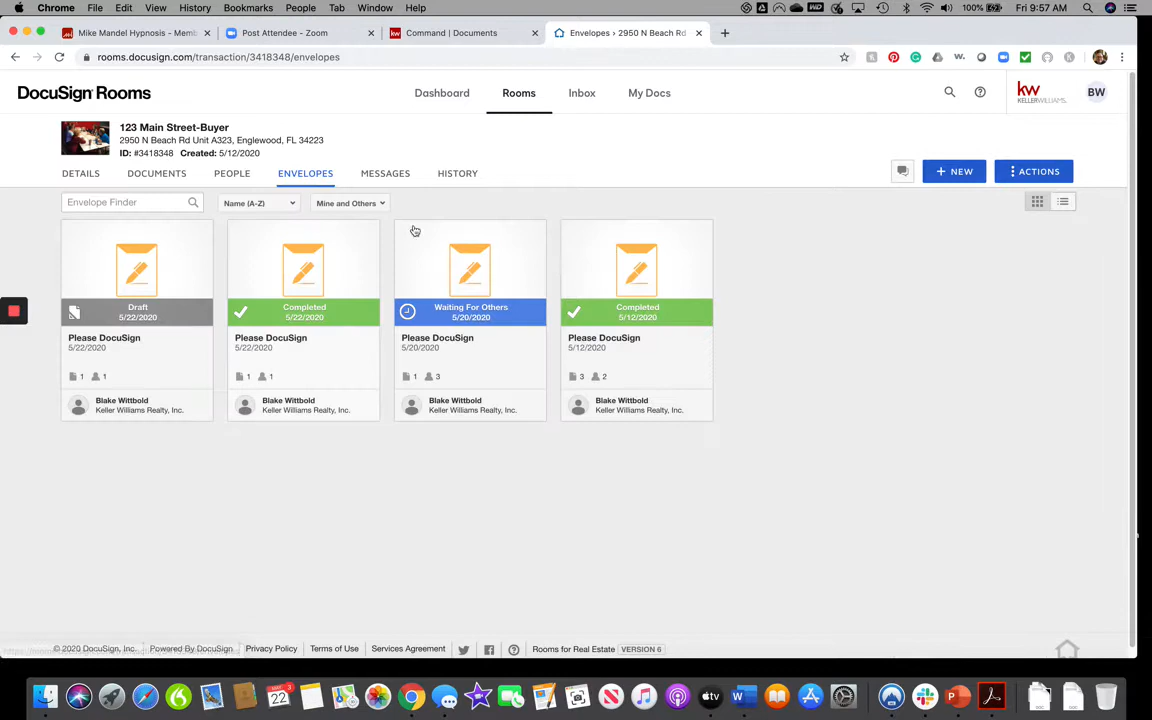 Chrome File Edit View History Bookmarks People Tab Window Help 100% Fri 9:57 AM
Mike Mandel Hypnosis - Memb Post Attendee - Zoom Command | Documents Envelopes › 2950 N Beach Rd
rooms.docusign.com/transaction/3418348/envelopes
DocuSign Rooms Dashboard Rooms Inbox My Docs kw KELLERWILLIAMS. BW
123 Main Street-Buyer
2950 N Beach Rd Unit A323, Englewood, FL 34223
ID: #3418348 Created: 5/12/2020
DETAILS DOCUMENTS PEOPLE ENVELOPES MESSAGES HISTORY + NEW ACTIONS
Envelope Finder Name (A-Z) Mine and Others
Draft Completed Waiting For Others Completed
5/22/2020 5/22/2020 5/20/2020 5/12/2020
Please DocuSign Please DocuSign Please DocuSign Please DocuSign
5/22/2020 5/22/2020 5/20/2020 5/12/2020
1 1 1 1 1 3 3 2
Blake Wittbold Blake Wittbold Blake Wittbold Blake Wittbold
Keller Williams Realty, Inc. Keller Williams Realty, Inc. Keller Williams Realty, Inc. Keller Williams Realty, Inc.
© 2020 DocuSign, Inc. Powered By DocuSign Privacy Policy Terms of Use Services Agreement Rooms for Real Estate VERSION 6